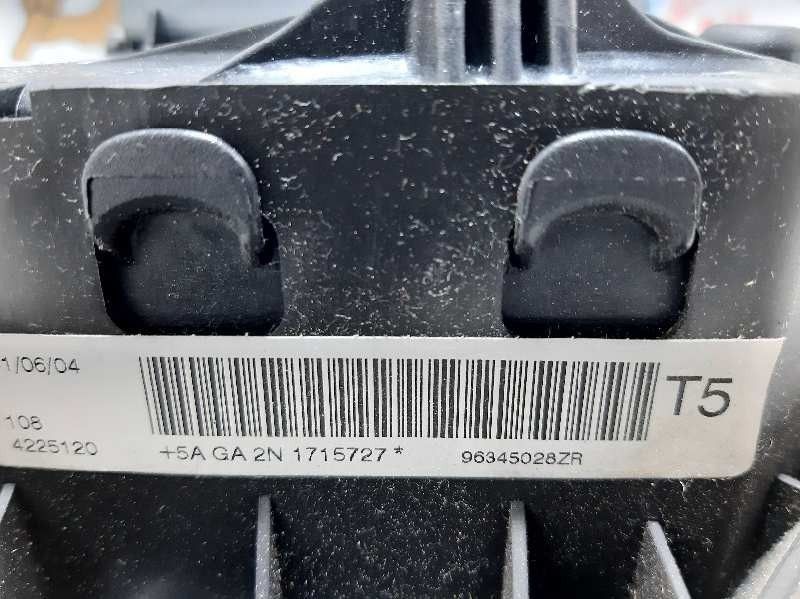 1/06/04
108
4225120
+5A GA 2N 1715727 *
96345028ZR
T5